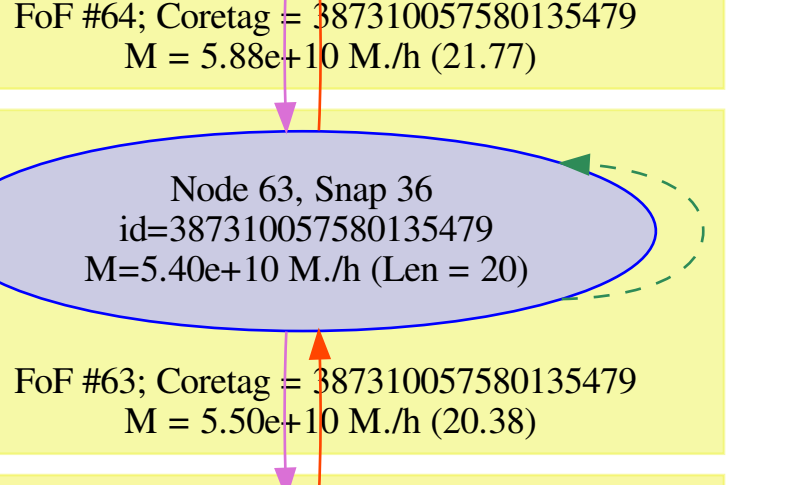 FoF #64; Coretag = 387310057580135479
M = 5.88e+10 M./h (21.77)
Node 63, Snap 36
id=387310057580135479
M=5.40e+10 M./h (Len = 20)
FoF #63; Coretag = 387310057580135479
M = 5.50e+10 M./h (20.38)